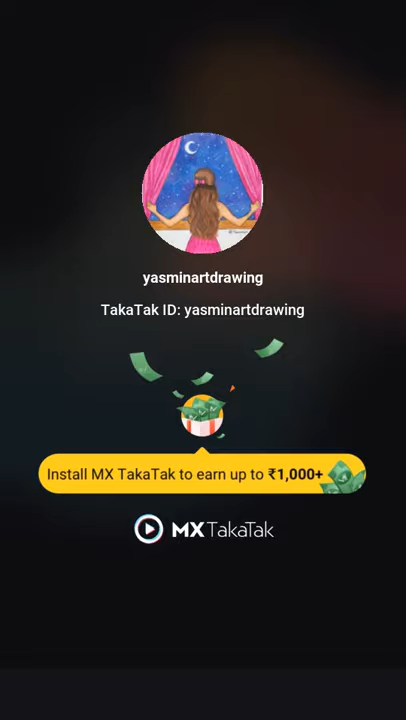 yasminartdrawing
TakaTak ID: yasminartdrawing
Install MX TakaTak to earn up to ₹1,000+
MX TakaTak